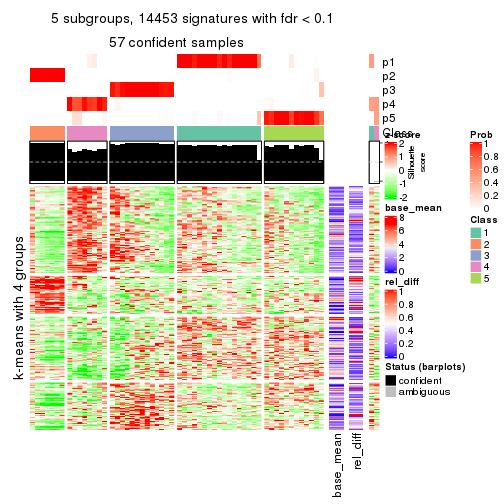 5 subgroups, 14453 signatures with fdr < 0.1
57 confident samples
p1
p2
p3
p4
p5
Class
z-score
2
1
0
-1
-2
Silhouette
score
base_mean
8
6
4
2
0
rel_diff
1
0.8
0.6
0.4
0.2
0
Status (barplots)
confident
ambiguous
Prob
1
0.8
0.6
0.4
0.2
0
Class
1
2
3
4
5
k-means with 4 groups
base_mean
rel_diff